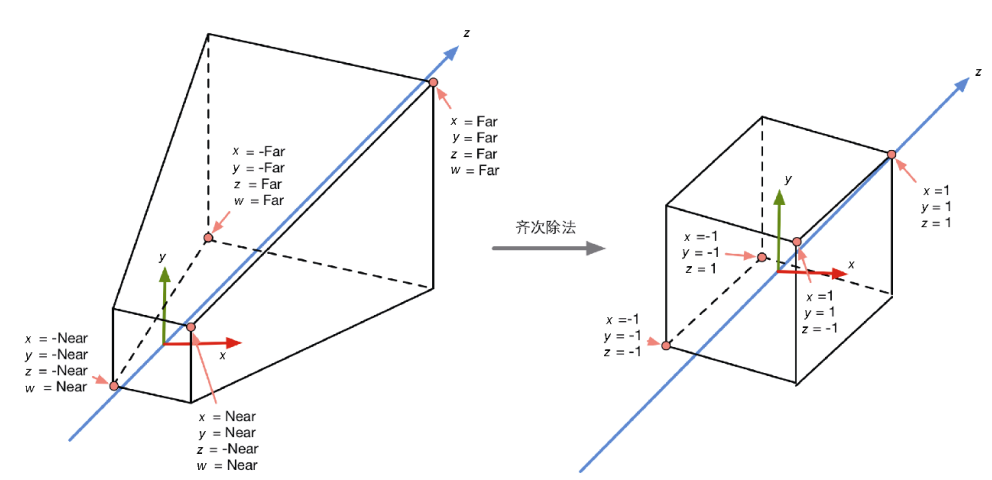 z
x = Far
y = Far
z = Far
w = Far
x = -Far
y = -Far
z = Far
w = Far
y
x
x = -Near
y = -Near
z = -Near
w = Near
x = Near
y = Near
z = -Near
w = Near
齐次除法
z
x =1
y = 1
z = 1
y
x
x =-1
y = -1
z = 1
x =1
y = 1
z = -1
x =-1
y = -1
z = -1